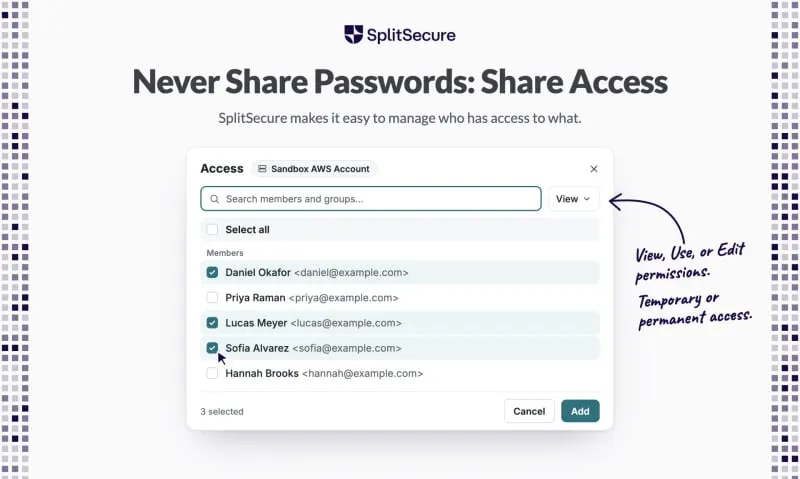 SplitSecure
Never Share Passwords: Share Access
SplitSecure makes it easy to manage who has access to what.
Access Sandbox AWS Account
Search members and groups... View
Select all
Members
Daniel Okafor <daniel@example.com>
Priya Raman <priya@example.com>
Lucas Meyer <lucas@example.com>
Sofia Alvarez <sofia@example.com>
Hannah Brooks <hannah@example.com>
3 selected Cancel Add
View, Use, or Edit
permissions.
Temporary or
permanent access.